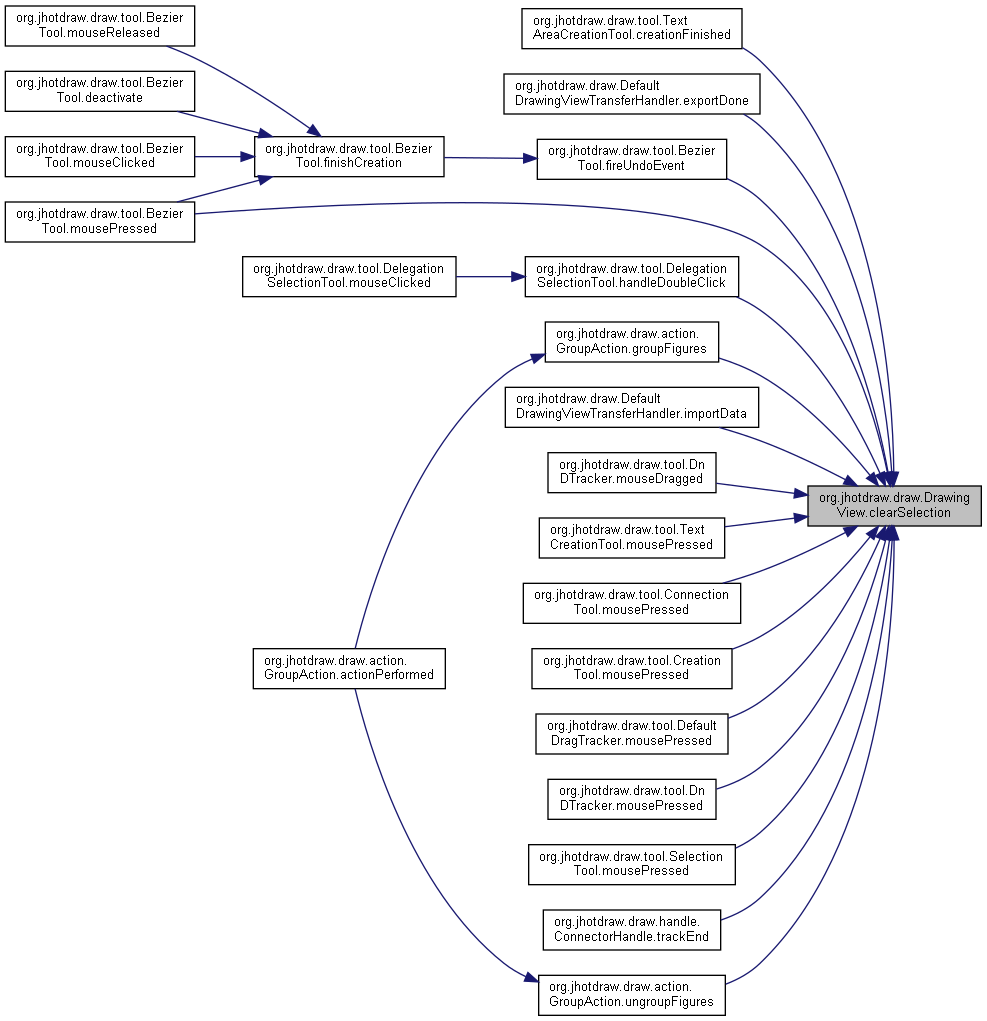 org.jhotdraw.draw.tool.Bezier
Tool.mouseReleased
org.jhotdraw.draw.tool.Text
AreaCreationTool.creationFinished
org.jhotdraw.draw.tool.Bezier
Tool.deactivate
org.jhotdraw.draw.Default
DrawingViewTransferHandler.exportDone
org.jhotdraw.draw.tool.Bezier
Tool.mouseClicked
org.jhotdraw.draw.tool.Bezier
Tool.finishCreation
org.jhotdraw.draw.tool.Bezier
Tool.fireUndoEvent
org.jhotdraw.draw.tool.Bezier
Tool.mousePressed
org.jhotdraw.draw.tool.Delegation
SelectionTool.mouseClicked
org.jhotdraw.draw.tool.Delegation
SelectionTool.handleDoubleClick
org.jhotdraw.draw.action.
GroupAction.groupFigures
org.jhotdraw.draw.Default
DrawingViewTransferHandler.importData
org.jhotdraw.draw.tool.Dn
DTracker.mouseDragged
org.jhotdraw.draw.Drawing
View.clearSelection
org.jhotdraw.draw.tool.Text
CreationTool.mousePressed
org.jhotdraw.draw.tool.Connection
Tool.mousePressed
org.jhotdraw.draw.action.
GroupAction.actionPerformed
org.jhotdraw.draw.tool.Creation
Tool.mousePressed
org.jhotdraw.draw.tool.Default
DragTracker.mousePressed
org.jhotdraw.draw.tool.Dn
DTracker.mousePressed
org.jhotdraw.draw.tool.Selection
Tool.mousePressed
org.jhotdraw.draw.handle.
ConnectorHandle.trackEnd
org.jhotdraw.draw.action.
GroupAction.ungroupFigures